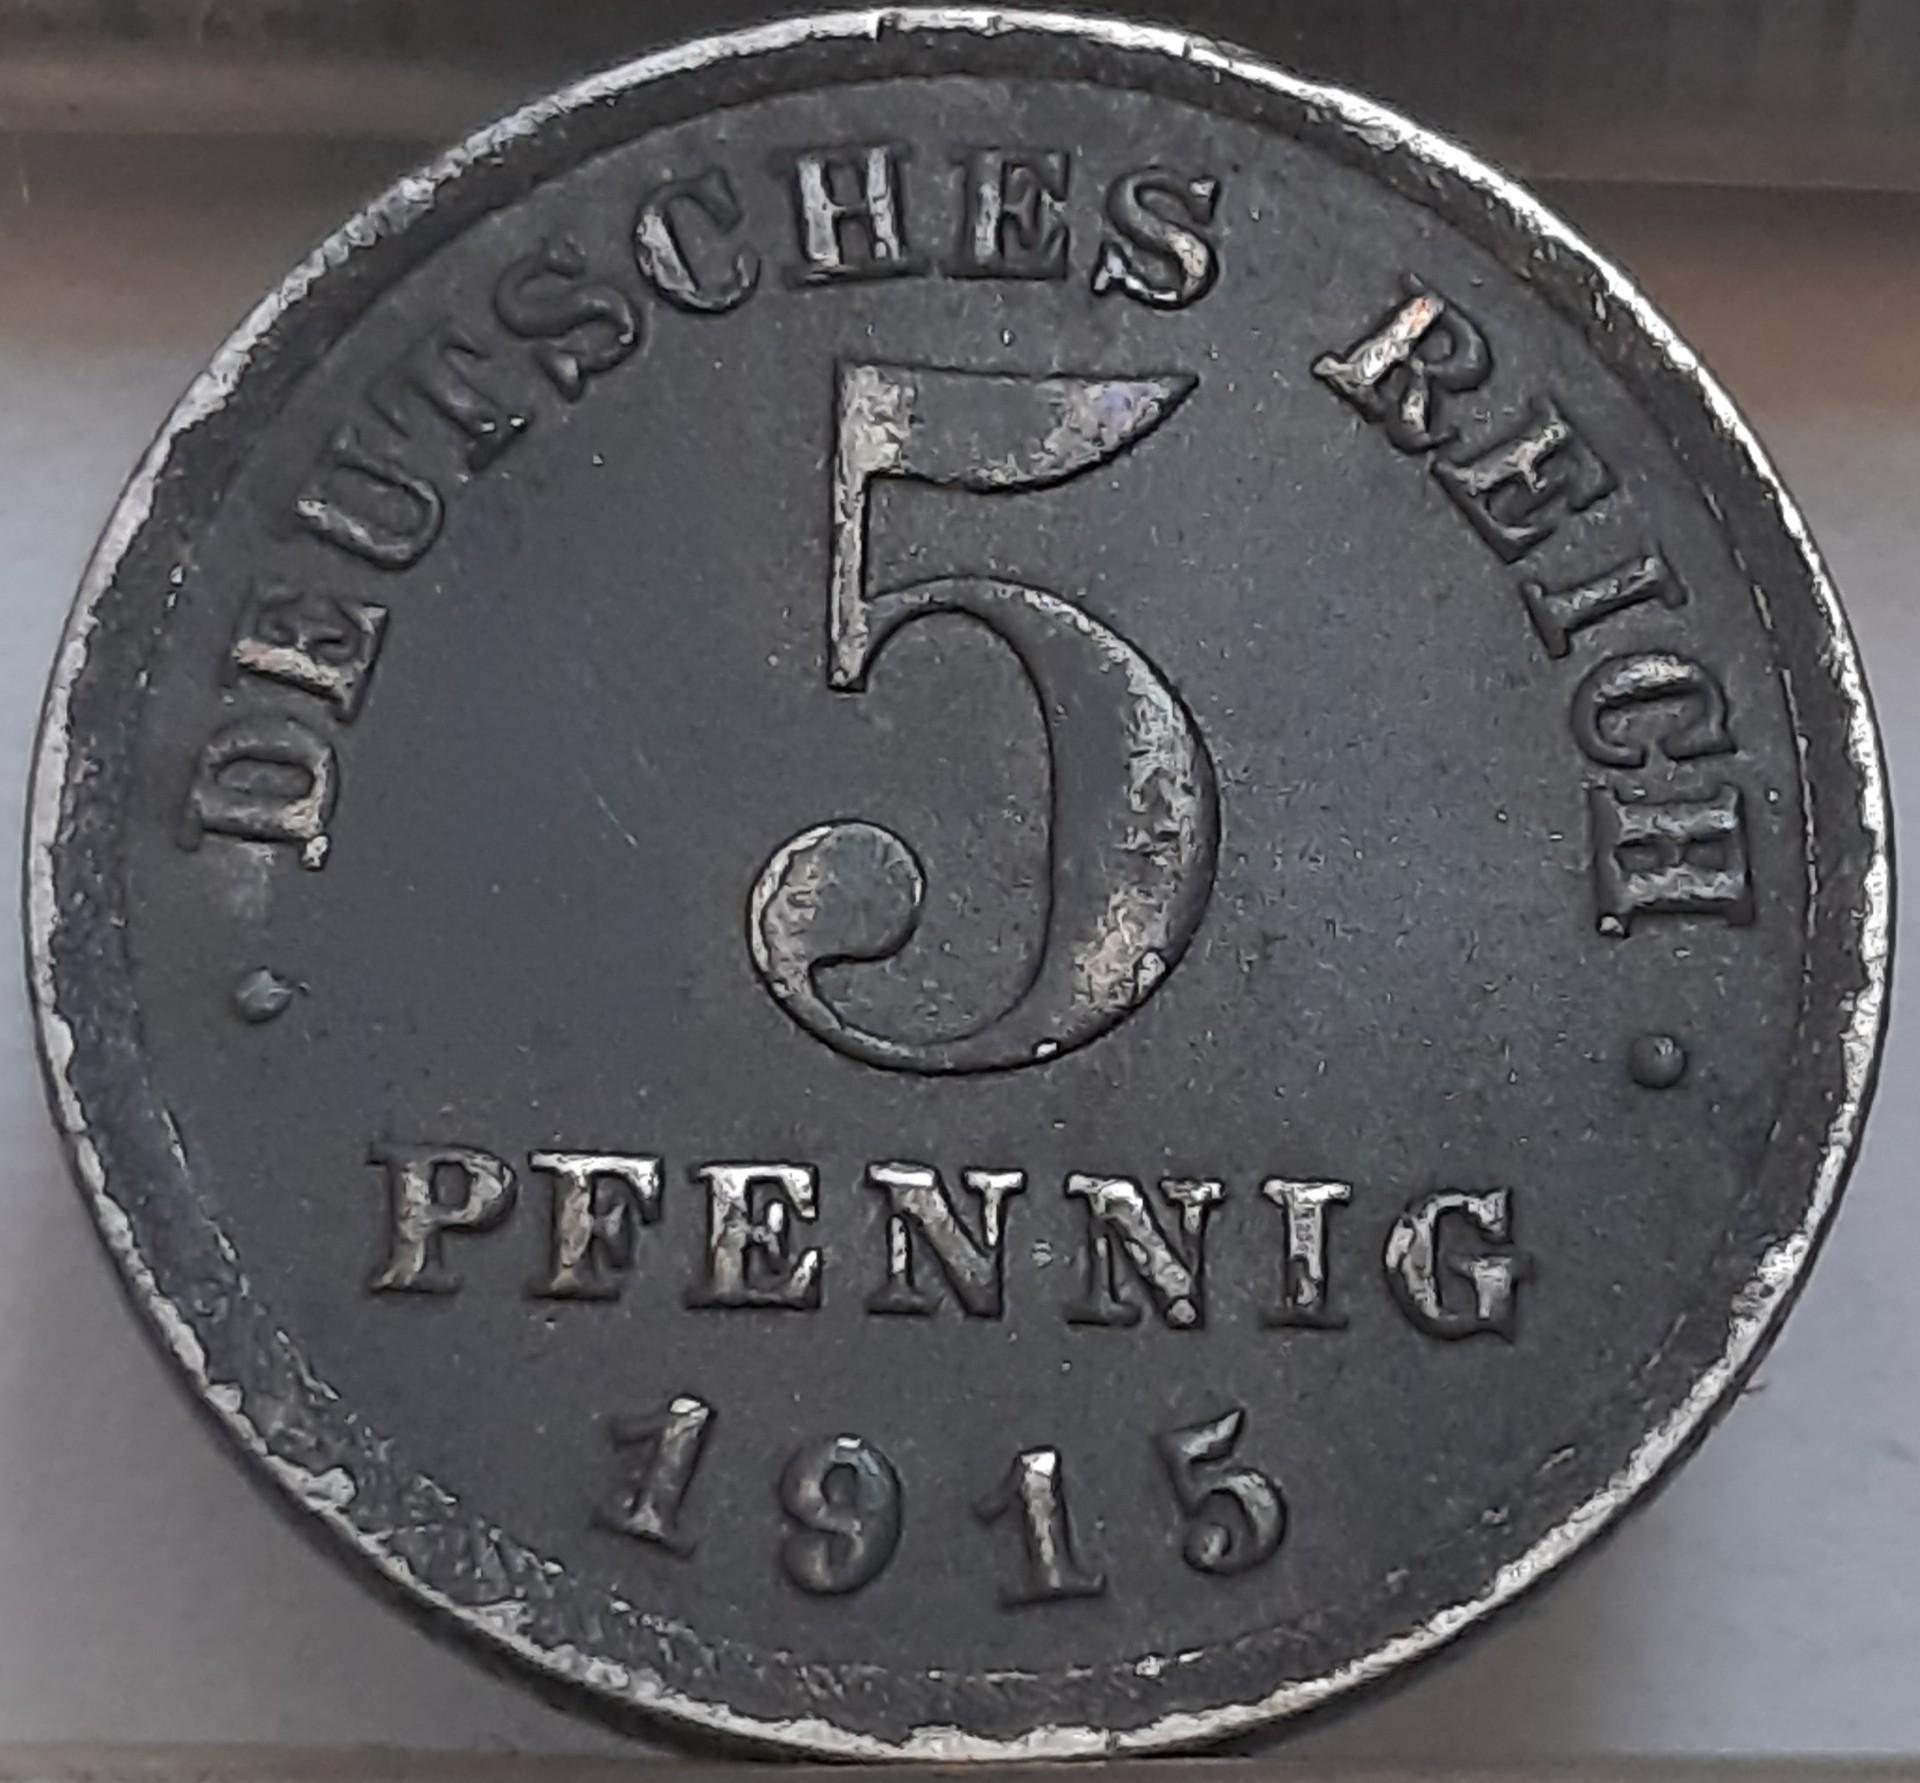 DEUTSCHES REICH
5
PFENNIG
1915